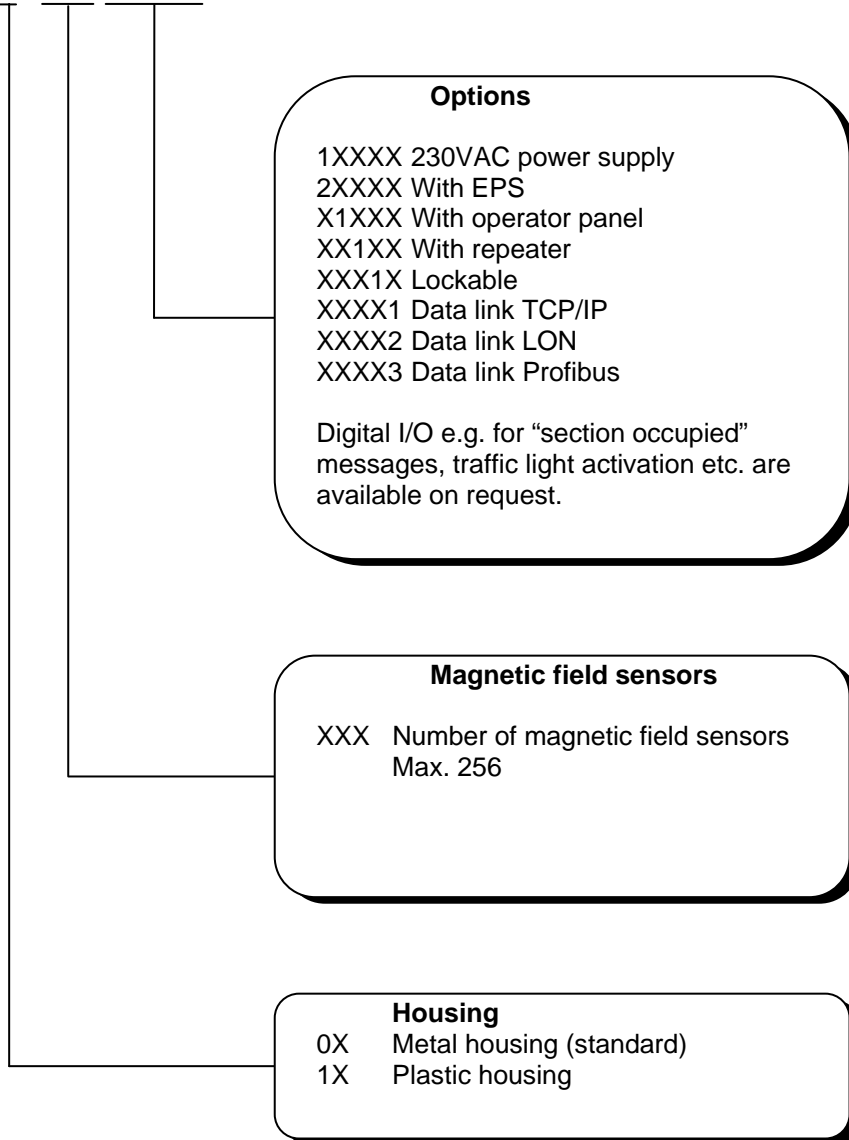 Options
1XXXX 230VAC power supply
2XXXX With EPS
X1XXX With operator panel
XX1XX With repeater
XXX1X Lockable
XXXX1 Data link TCP/IP
XXXX2 Data link LON
XXXX3 Data link Profibus
Digital I/O e.g. for “section occupied”
messages, traffic light activation etc. are
available on request.
Magnetic field sensors
XXX Number of magnetic field sensors
Max. 256
Housing
0X Metal housing (standard)
1X Plastic housing